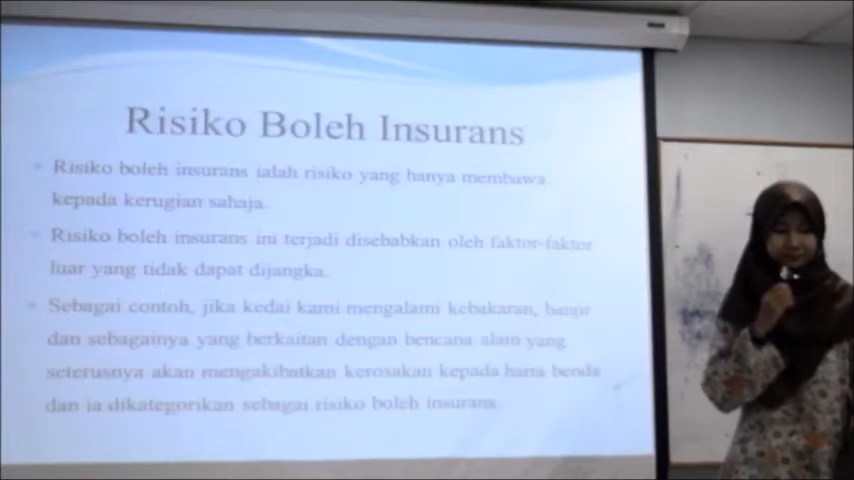 Risiko Boleh Insurans
Risiko boleh insurans ialah risiko yang hanya membawa
kepada kerugian sahaja.
Risiko boleh insurans ini terjadi disebabkan oleh faktor-faktor
luar yang tidak dapat dijangka.
Sebagai contoh, jika kedai kami mengalami kebakaran, banjir
dan sebagainya yang berkaitan dengan bencana alam yang
seterusnya akan mengakibatkan kerosakan kepada harta benda
dan ia dikategorikan sebagai risiko boleh insurans.